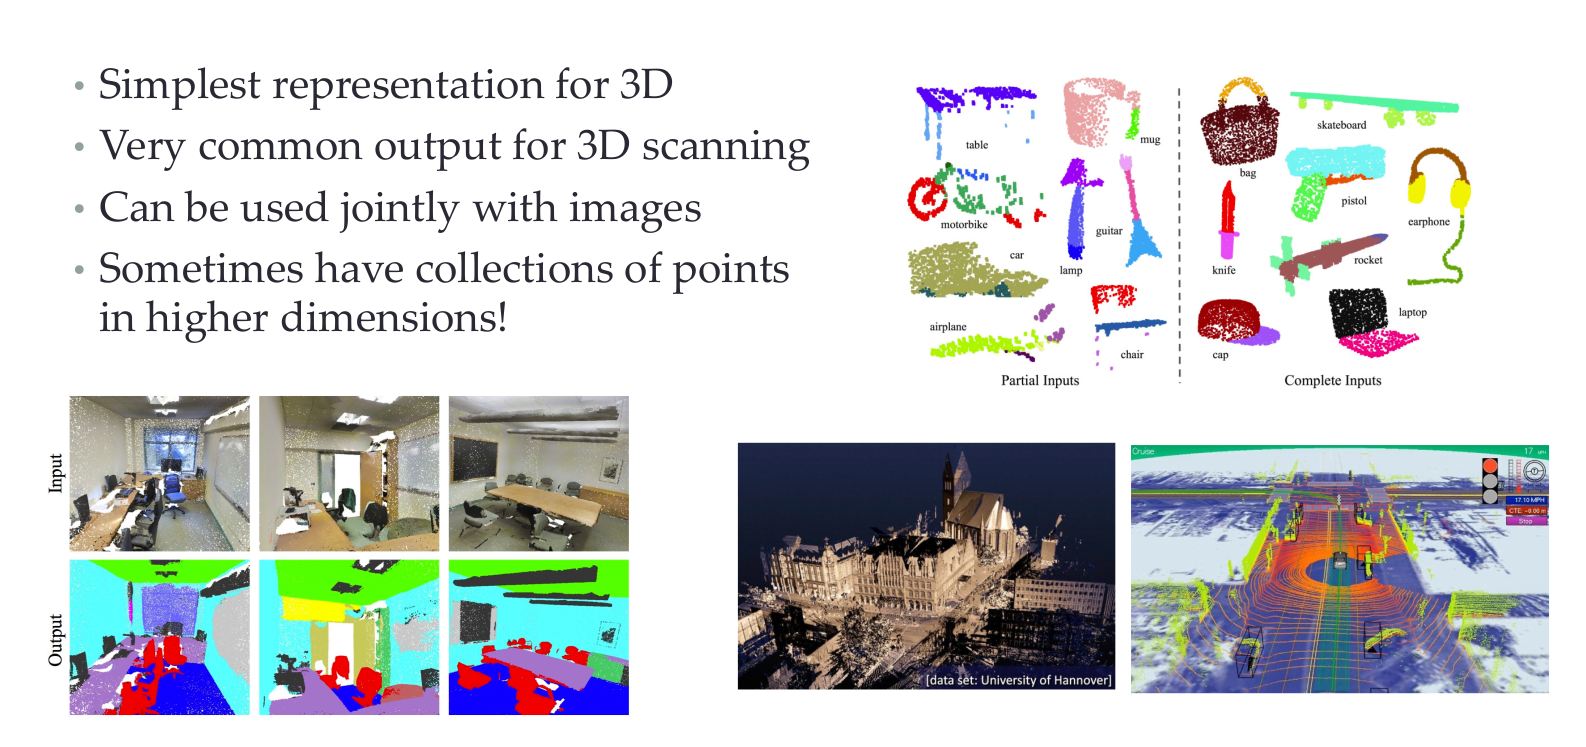 • Simplest representation for 3D
• Very common output for 3D scanning
• Can be used jointly with images
• Sometimes have collections of points
in higher dimensions!
table
mug
motorbike
guitar
car
lamp
airplane
chair
Partial Inputs
bag
skateboard
pistol
earphone
knife
rocket
cap
laptop
Complete Inputs
Input
Output
[data set: University of Hannover]
Cruise
17
17.10 MPH
Stop